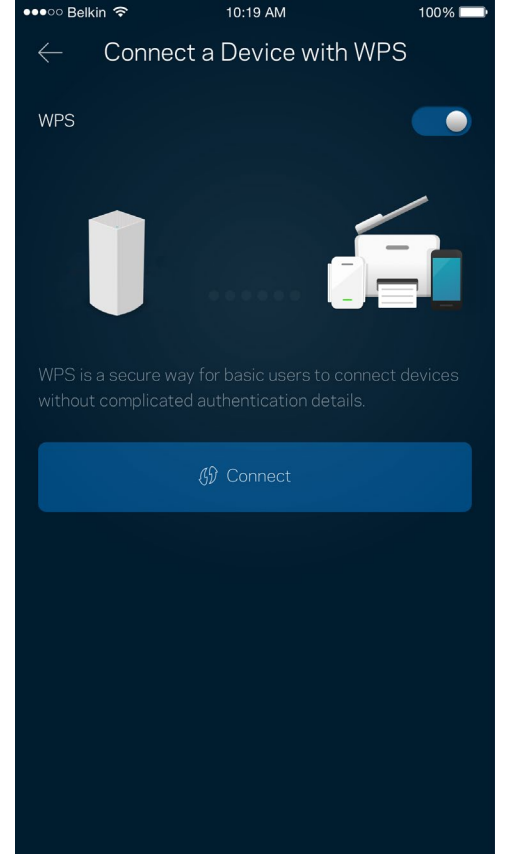 Belkin 10:19 AM 100%
Connect a Device with WPS
WPS
WPS is a secure way for basic users to connect devices
without complicated authentication details.
Connect